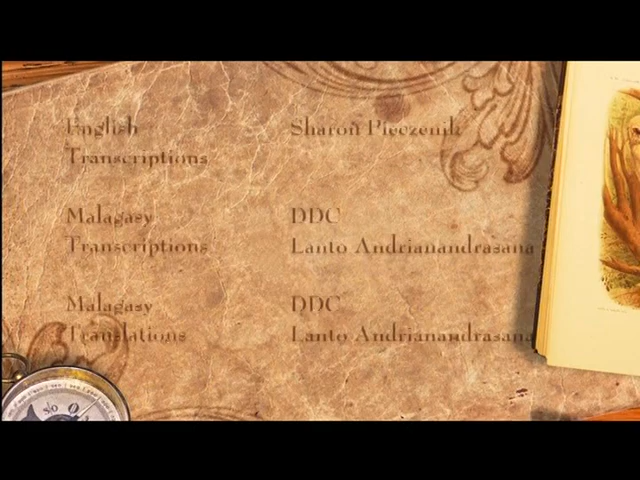 English Sharon Pieczenik
Transcriptions
Malagasy DDC
Transcriptions Lanto Andrianandrasana
Malagasy DDC
Translations Lanto Andrianandrasana
S/O O